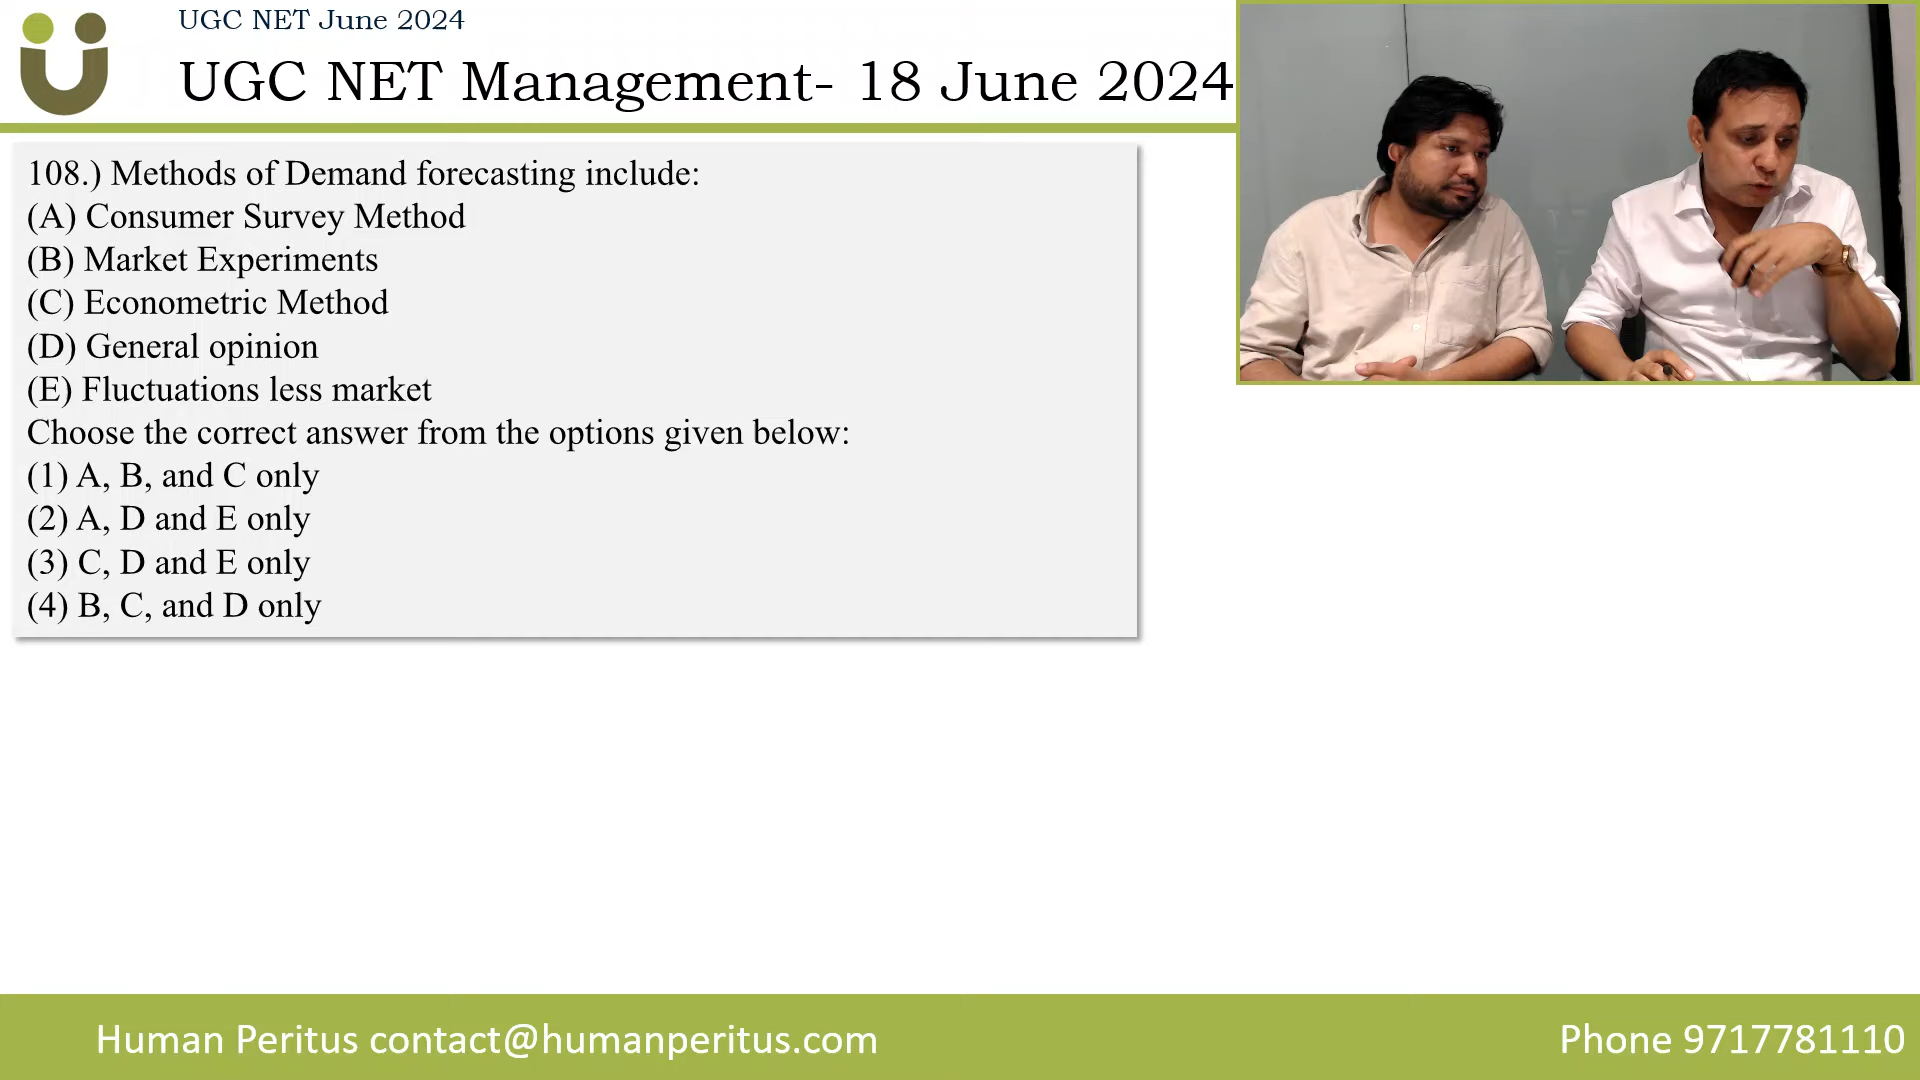 UGC NET June 2024
UGC NET Management- 18 June 2024
108.) Methods of Demand forecasting include:
(A) Consumer Survey Method
(B) Market Experiments
(C) Econometric Method
(D) General opinion
(E) Fluctuations less market
Choose the correct answer from the options given below:
(1) A, B, and C only
(2) A, D and E only
(3) C, D and E only
(4) B, C, and D only
Human Peritus contact@humanperitus.com
Phone 9717781110